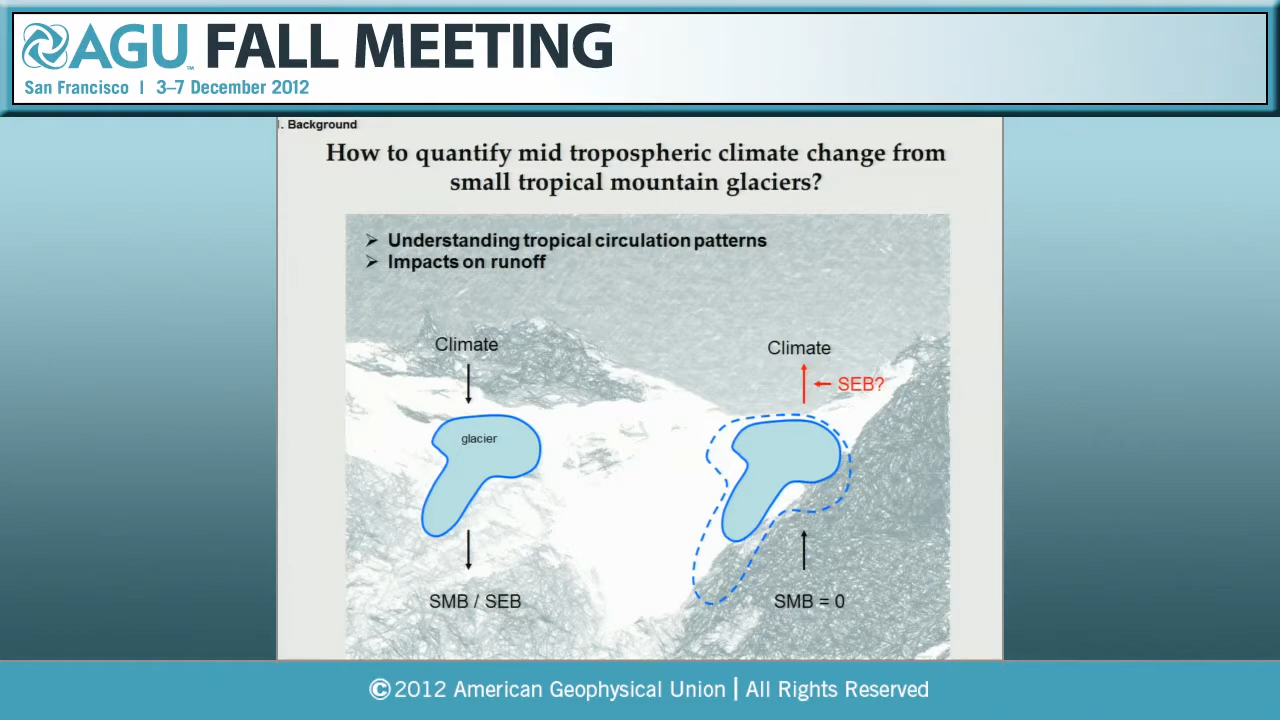 AGU™ FALL MEETING
San Francisco | 3–7 December 2012
. Background
How to quantify mid tropospheric climate change from
small tropical mountain glaciers?
➢ Understanding tropical circulation patterns
➢ Impacts on runoff
Climate
Climate
SEB?
glacier
SMB / SEB
SMB = 0
©2012 American Geophysical Union | All Rights Reserved